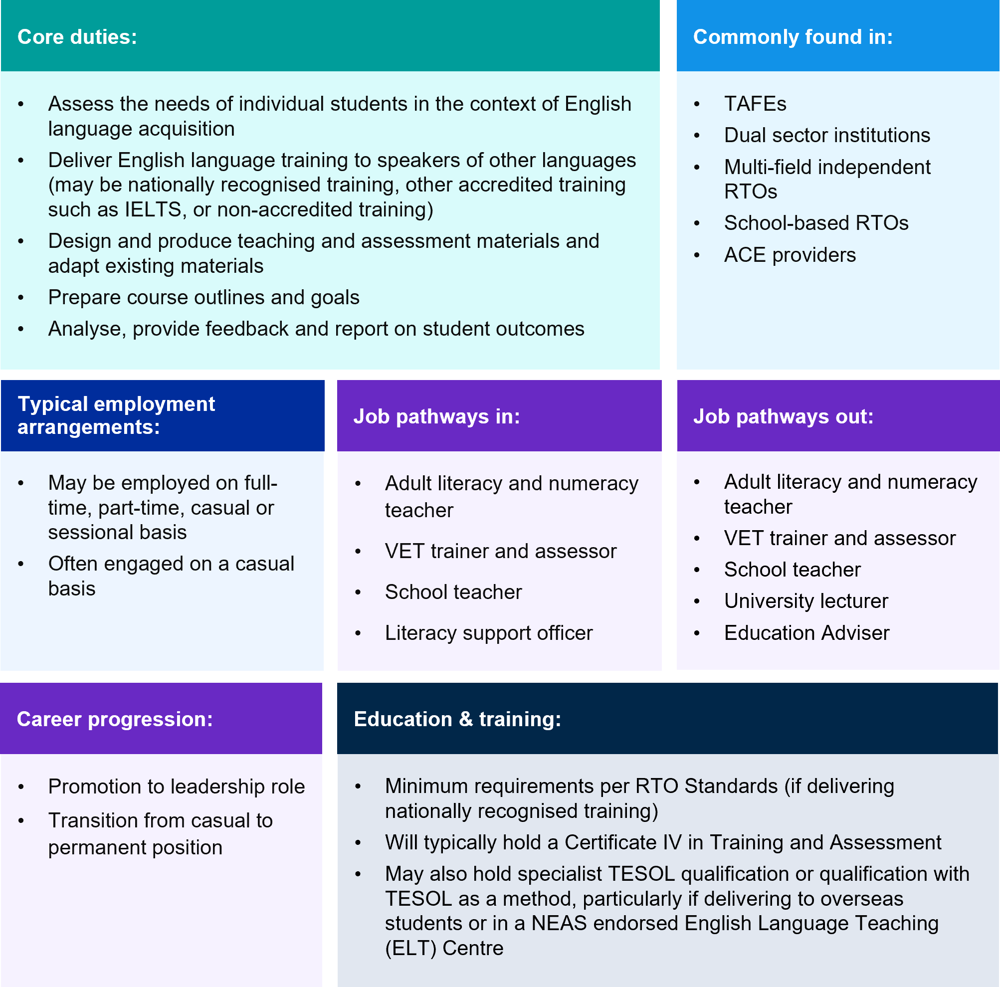 Core duties:
• Assess the needs of individual students in the context of English
language acquisition
• Deliver English language training to speakers of other languages
(may be nationally recognised training, other accredited training
such as IELTS, or non-accredited training)
• Design and produce teaching and assessment materials and
adapt existing materials
• Prepare course outlines and goals
• Analyse, provide feedback and report on student outcomes
Commonly found in:
• TAFEs
• Dual sector institutions
• Multi-field independent
RTOs
• School-based RTOs
• ACE providers
Typical employment
arrangements:
• May be employed on full-
time, part-time, casual or
sessional basis
• Often engaged on a casual
basis
Job pathways in:
• Adult literacy and numeracy
teacher
• VET trainer and assessor
• School teacher
• Literacy support officer
Job pathways out:
• Adult literacy and numeracy
teacher
• VET trainer and assessor
• School teacher
• University lecturer
• Education Adviser
Career progression:
• Promotion to leadership role
• Transition from casual to
permanent position
Education & training:
• Minimum requirements per RTO Standards (if delivering
nationally recognised training)
• Will typically hold a Certificate IV in Training and Assessment
• May also hold specialist TESOL qualification or qualification with
TESOL as a method, particularly if delivering to overseas
students or in a NEAS endorsed English Language Teaching
(ELT) Centre